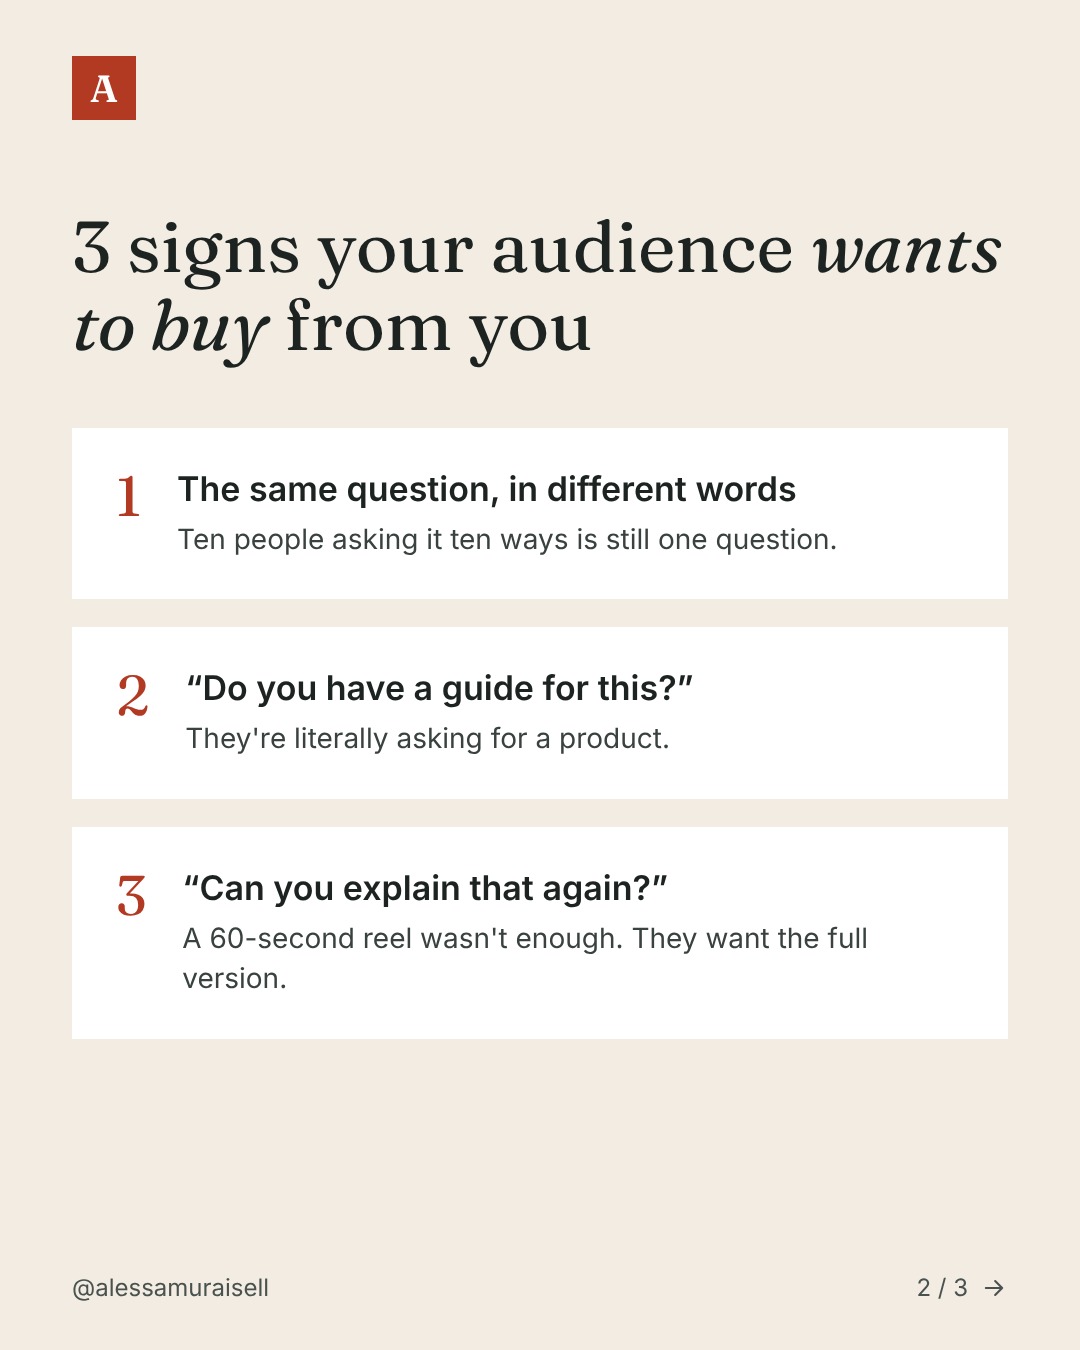 A
3 signs your audience wants
to buy from you
1
The same question, in different words
Ten people asking it ten ways is still one question.
2
“Do you have a guide for this?”
They're literally asking for a product.
3
“Can you explain that again?”
A 60-second reel wasn't enough. They want the full
version.
@alessamuraisell
2 / 3 →